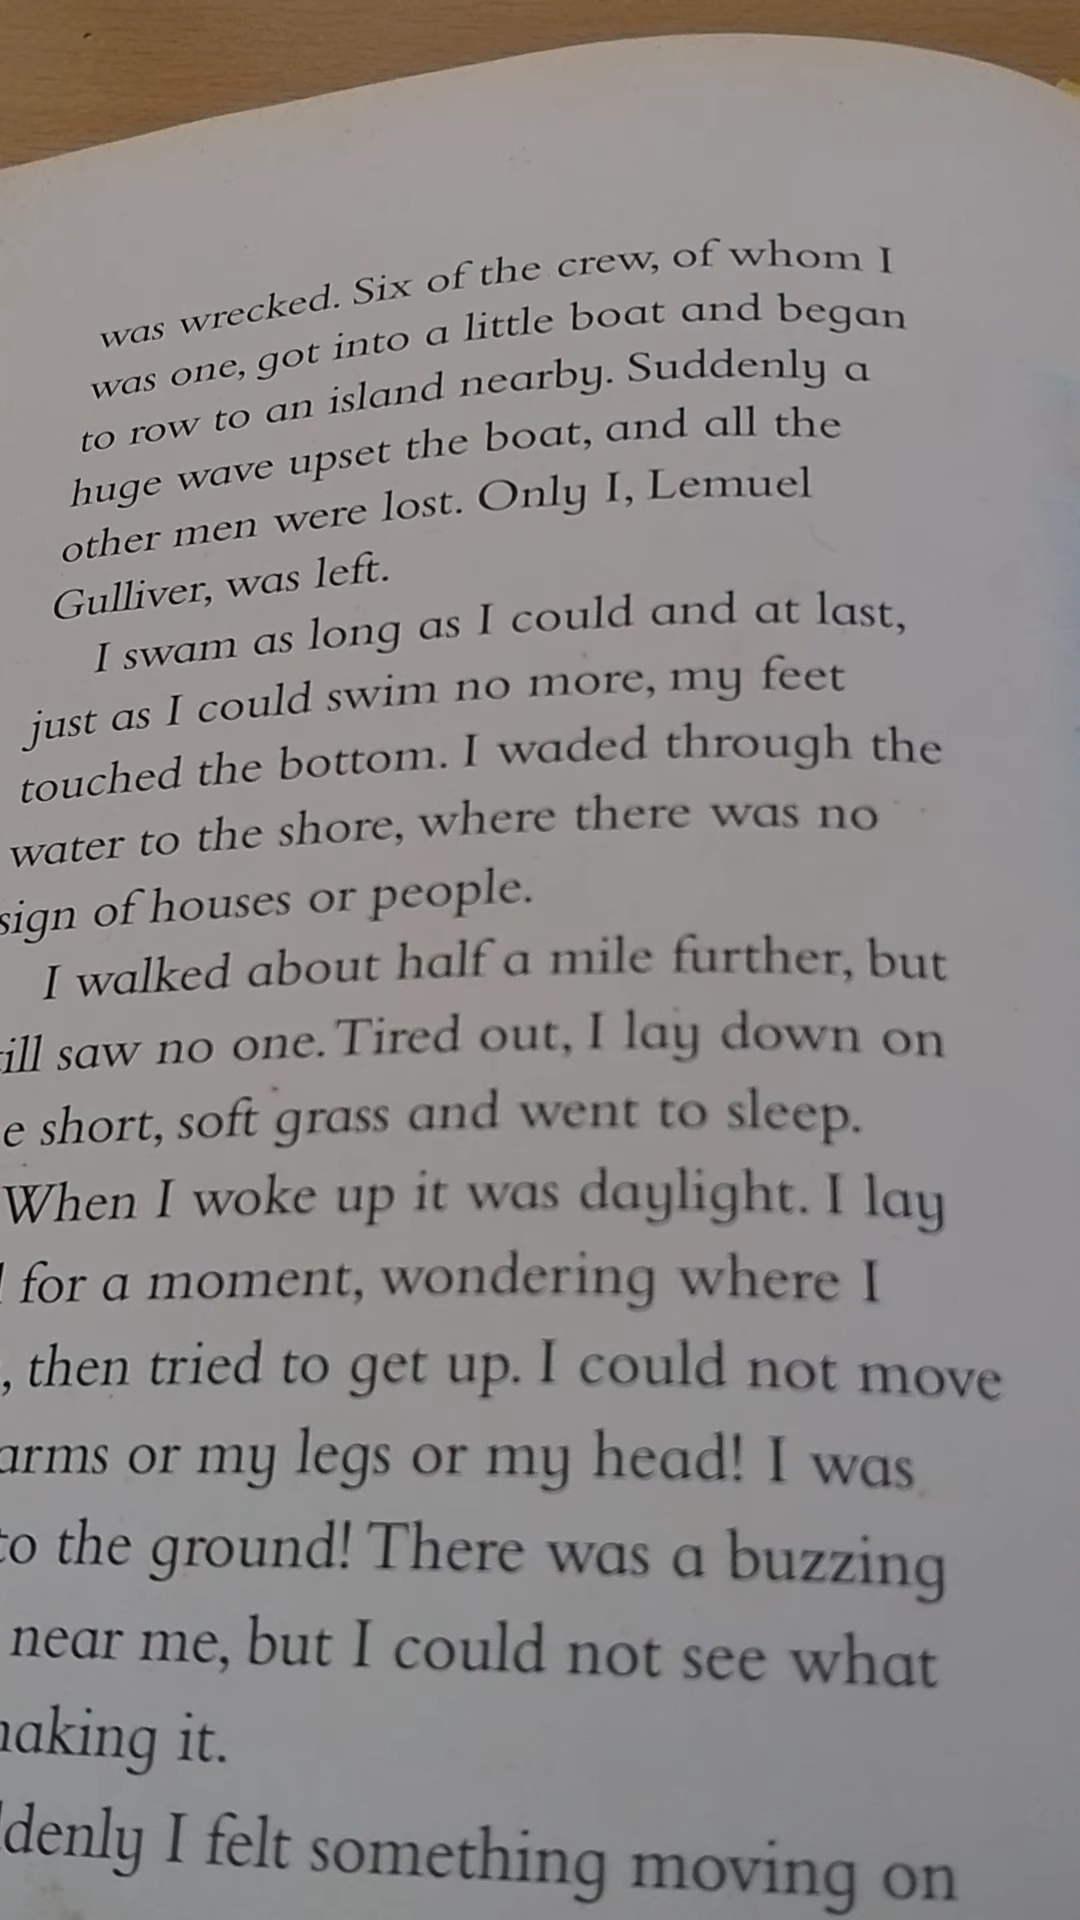 was wrecked. Six of the crew, of whom I
was one, got into a little boat and began
to row to an island nearby. Suddenly a
huge wave upset the boat, and all the
other men were lost. Only I, Lemuel
Gulliver, was left.
I swam as long as I could and at last,
just as I could swim no more, my feet
touched the bottom. I waded through the
water to the shore, where there was no
sign of houses or people.
I walked about half a mile further, but
saw no one. Tired out, I lay down on
short, soft grass and went to sleep.
When I woke up it was daylight. I lay
for a moment, wondering where I
, then tried to get up. I could not move
arms or my legs or my head! I was
to the ground! There was a buzzing
near me, but I could not see what
it.
I felt something moving on